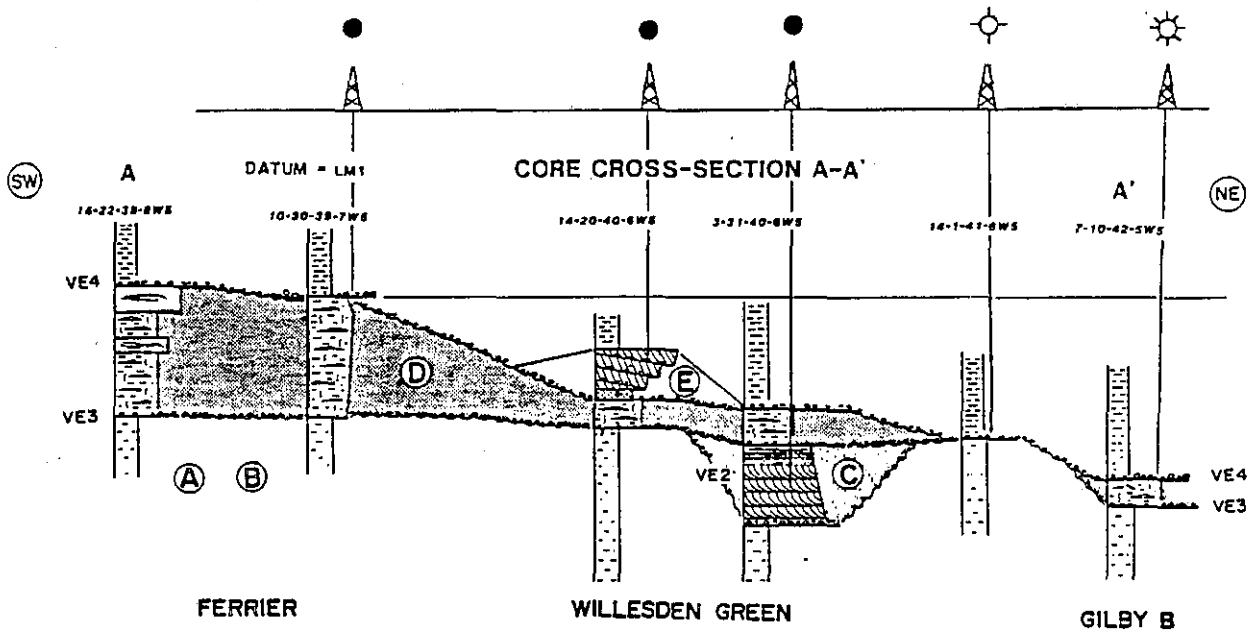 DATUM = LM1
CORE CROSS-SECTION A-A'
SW
A
A'
NE
14-22-39-8W5
10-30-39-7W6
14-20-40-6W5
3-31-40-6W5
14-1-41-6W5
7-10-42-5W5
VE4
D
E
VE3
A
B
VE2
C
VE4
VE3
FERRIER
WILLESDEN GREEN
GILBY B